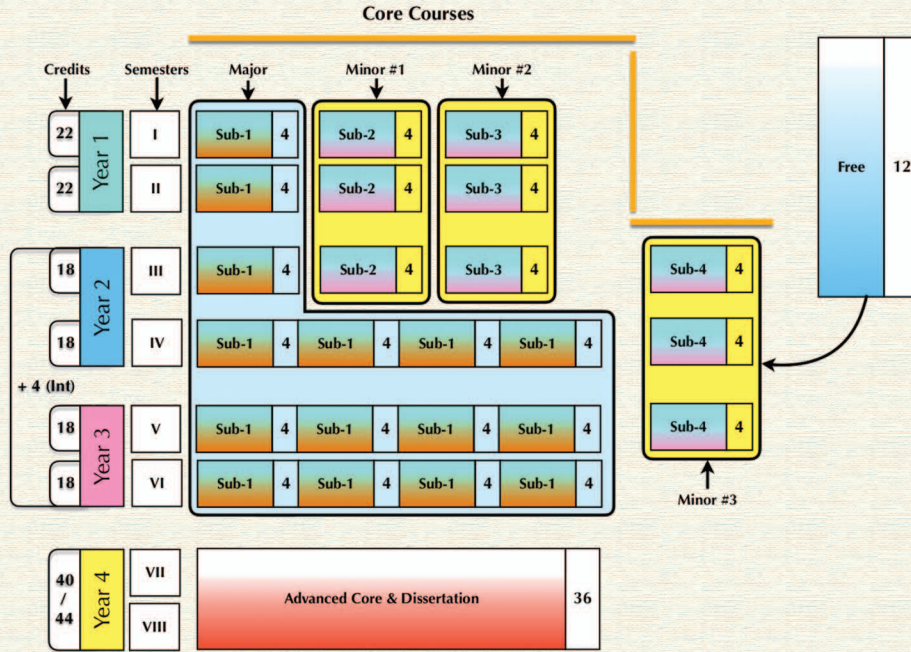 Core Courses
Credits Semesters Major Minor #1 Minor #2
22 Year 1 I Sub-1 4 Sub-2 4 Sub-3 4
22 II Sub-1 4 Sub-2 4 Sub-3 4
Free 12
18 Year 2 III Sub-1 4 Sub-2 4 Sub-3 4 Sub-4 4
18 IV Sub-1 4 Sub-1 4 Sub-1 4 Sub-1 4 Sub-4 4
+ 4 (Int)
18 Year 3 V Sub-1 4 Sub-1 4 Sub-1 4 Sub-1 4 Sub-4 4
18 VI Sub-1 4 Sub-1 4 Sub-1 4 Sub-1 4
Minor #3
40 / 44 Year 4 VII
VIII
Advanced Core & Dissertation 36